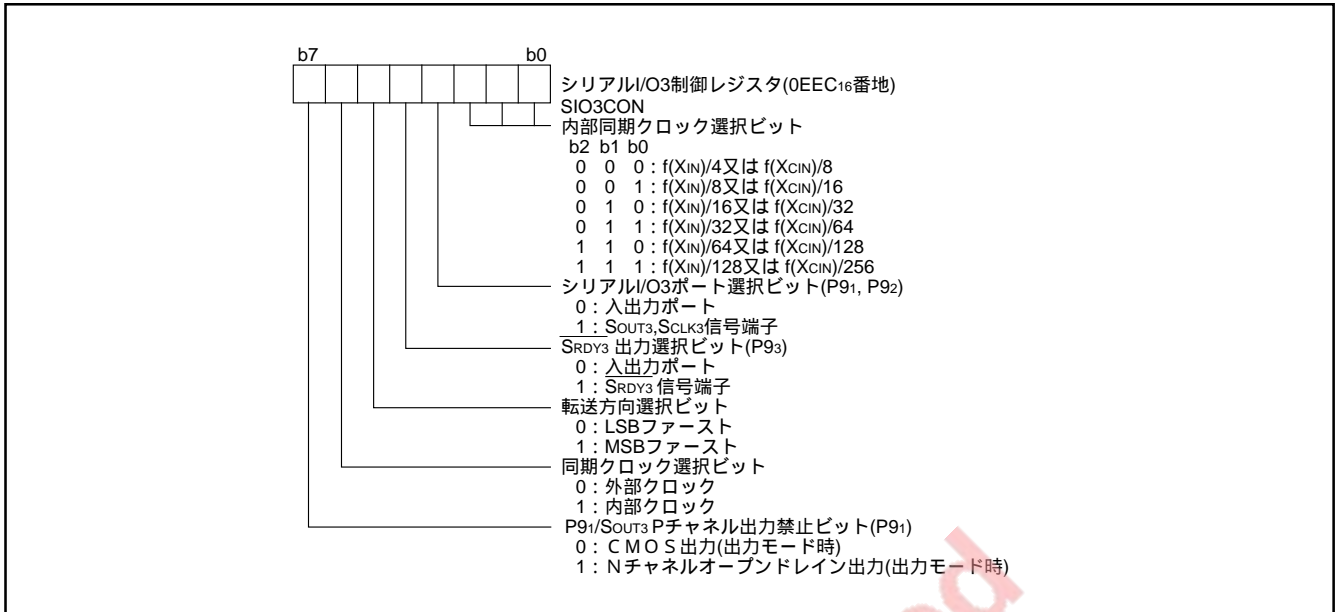 b7 b0
シリアルI/O3制御レジスタ(0EEC16番地)
SIO3CON
内部同期クロック選択ビット
b2 b1 b0
0 0 0：f(XIN)/4又は f(XCIN)/8
0 0 1：f(XIN)/8又は f(XCIN)/16
0 1 0：f(XIN)/16又は f(XCIN)/32
0 1 1：f(XIN)/32又は f(XCIN)/64
1 1 0：f(XIN)/64又は f(XCIN)/128
1 1 1：f(XIN)/128又は f(XCIN)/256
シリアルI/O3ポート選択ビット(P91, P92)
0：入出力ポート
1：SOUT3,SCLK3信号端子
SRDY3 出力選択ビット(P93)
0：入出力ポート
1：SRDY3 信号端子
転送方向選択ビット
0：LSBファースト
1：MSBファースト
同期クロック選択ビット
0：外部クロック
1：内部クロック
P91/SOUT3 Pチャネル出力禁止ビット(P91)
0：ＣＭＯＳ出力(出力モード時)
1：Ｎチャネルオープンドレイン出力(出力モード時)